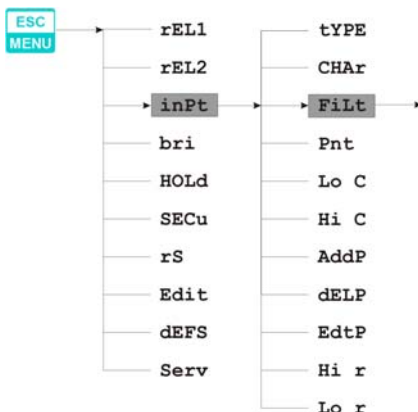 ESC
MENU
rEL1
rEL2
inPt
bri
HOLd
SECu
rS
Edit
dEFS
Serv
tYPE
CHAr
FiLt
Pnt
Lo C
Hi C
AddP
dELP
EdtP
Hi r
Lo r